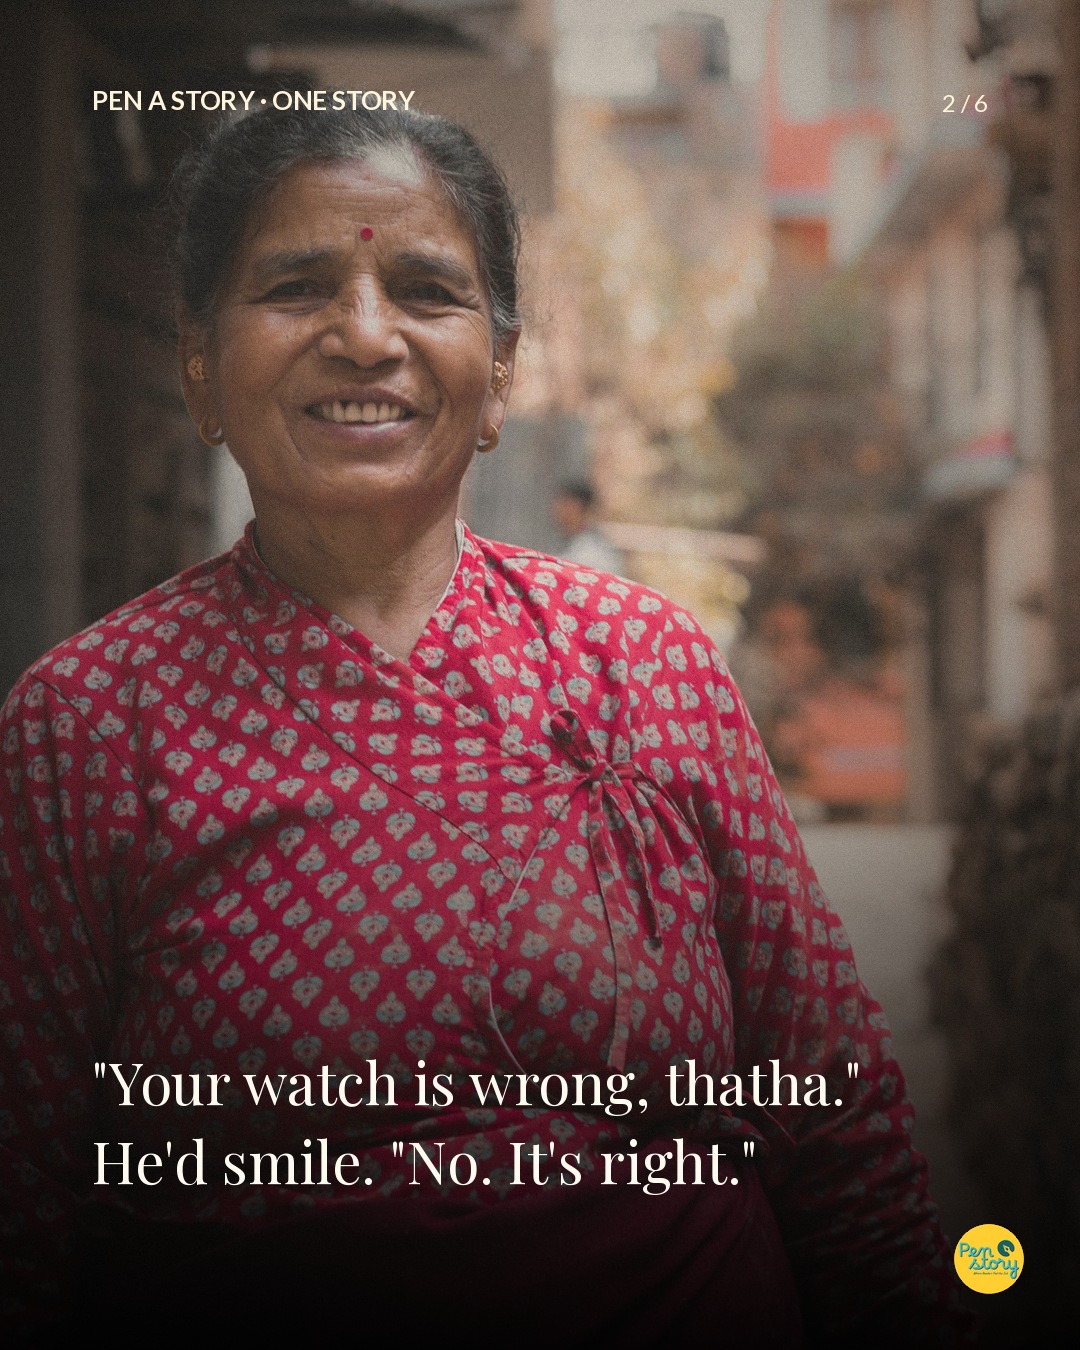 PEN A STORY · ONE STORY
2 / 6
"Your watch is wrong, thatha."
He'd smile. "No. It's right."
Pen
story